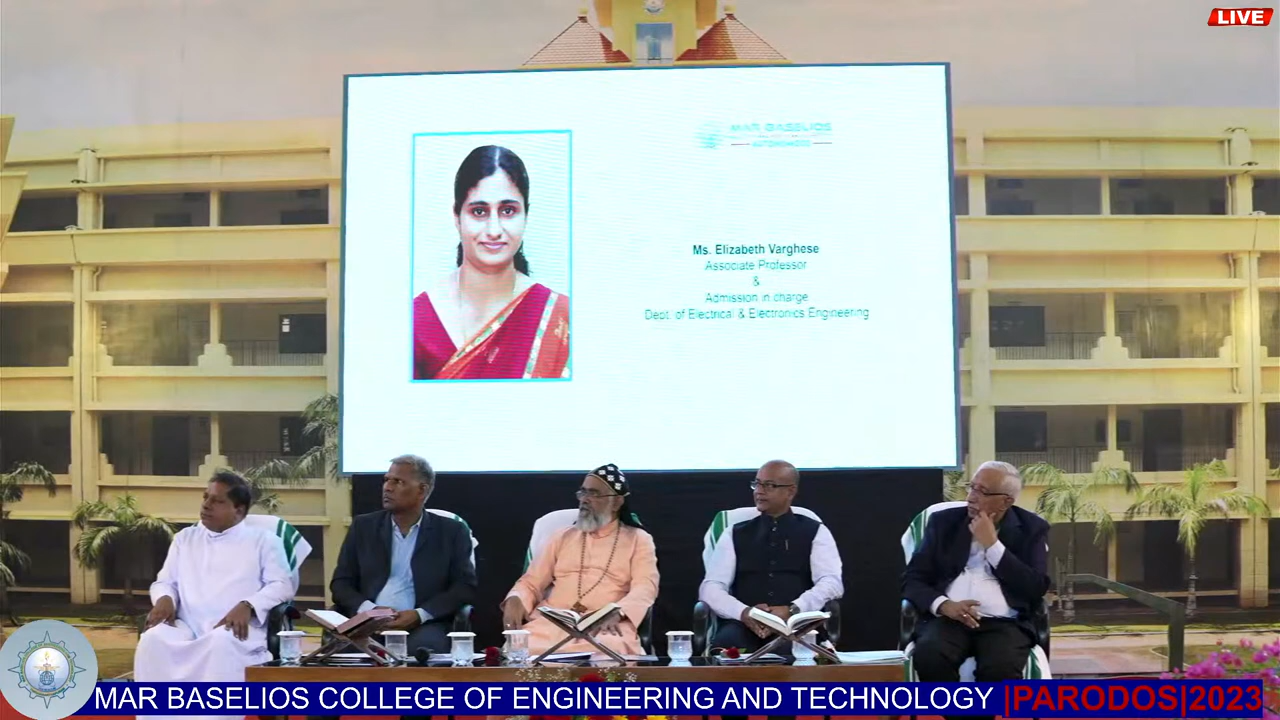 LIVE
MAR BASELIOS
AUTONOMOUS
Ms. Elizabeth Varghese
Associate Professor
&
Admission in charge
Dept. of Electrical & Electronics Engineering
MAR BASELIOS COLLEGE OF ENGINEERING AND TECHNOLOGY |PARODOS|2023